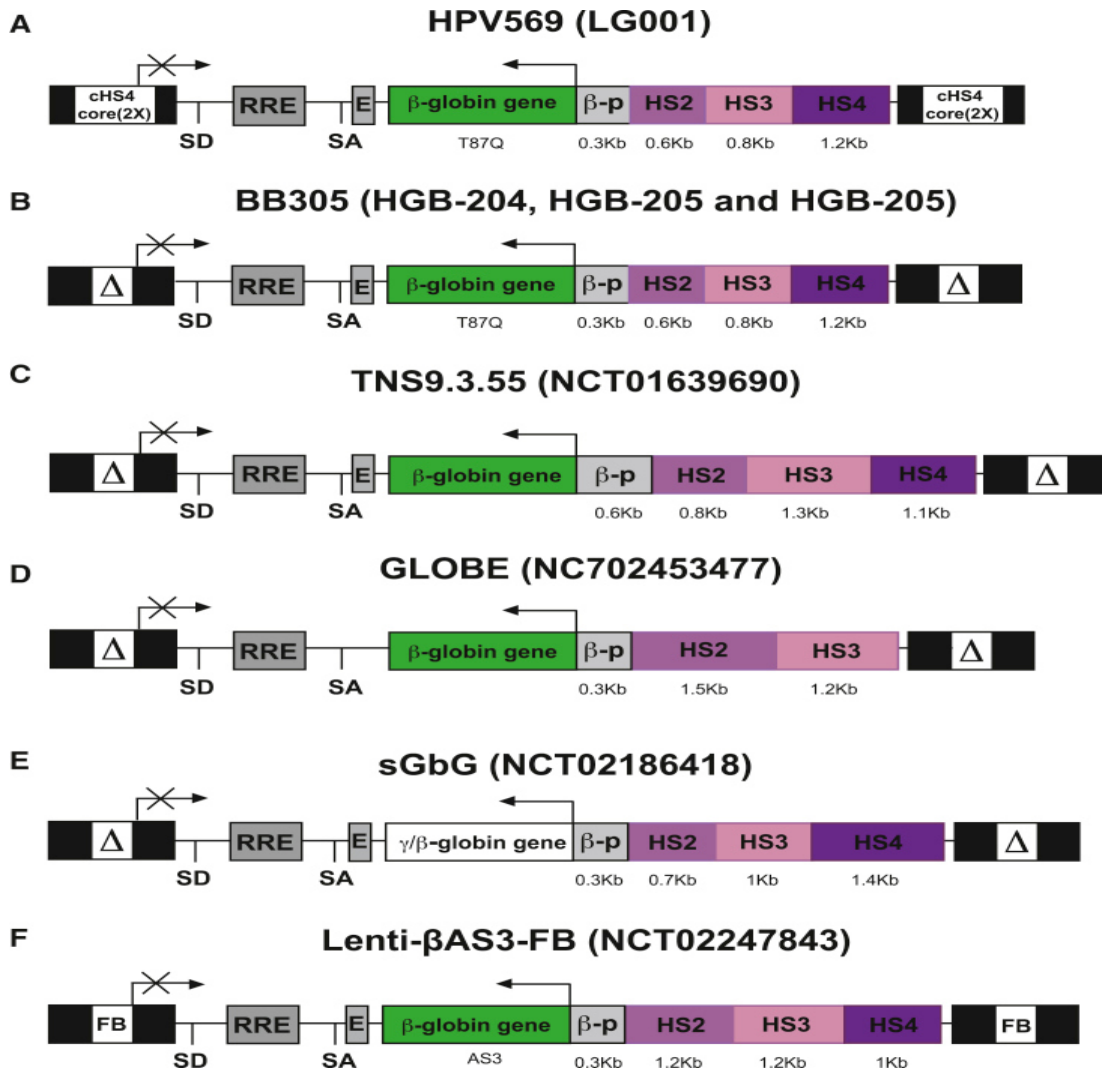 A
HPV569 (LG001)
cHS4 core(2X) RRE E β-globin gene β-p HS2 HS3 HS4 cHS4 core(2X)
SD SA T87Q 0.3Kb 0.6Kb 0.8Kb 1.2Kb
B
BB305 (HGB-204, HGB-205 and HGB-205)
Δ RRE E β-globin gene β-p HS2 HS3 HS4 Δ
SD SA T87Q 0.3Kb 0.6Kb 0.8Kb 1.2Kb
C
TNS9.3.55 (NCT01639690)
Δ RRE E β-globin gene β-p HS2 HS3 HS4 Δ
SD SA 0.6Kb 0.8Kb 1.3Kb 1.1Kb
D
GLOBE (NC702453477)
Δ RRE β-globin gene β-p HS2 HS3 Δ
SD SA 0.3Kb 1.5Kb 1.2Kb
E
sGbG (NCT02186418)
Δ RRE E γ/β-globin gene β-p HS2 HS3 HS4 Δ
SD SA 0.3Kb 0.7Kb 1Kb 1.4Kb
F
Lenti-βAS3-FB (NCT02247843)
FB RRE E β-globin gene β-p HS2 HS3 HS4 FB
SD SA AS3 0.3Kb 1.2Kb 1.2Kb 1Kb